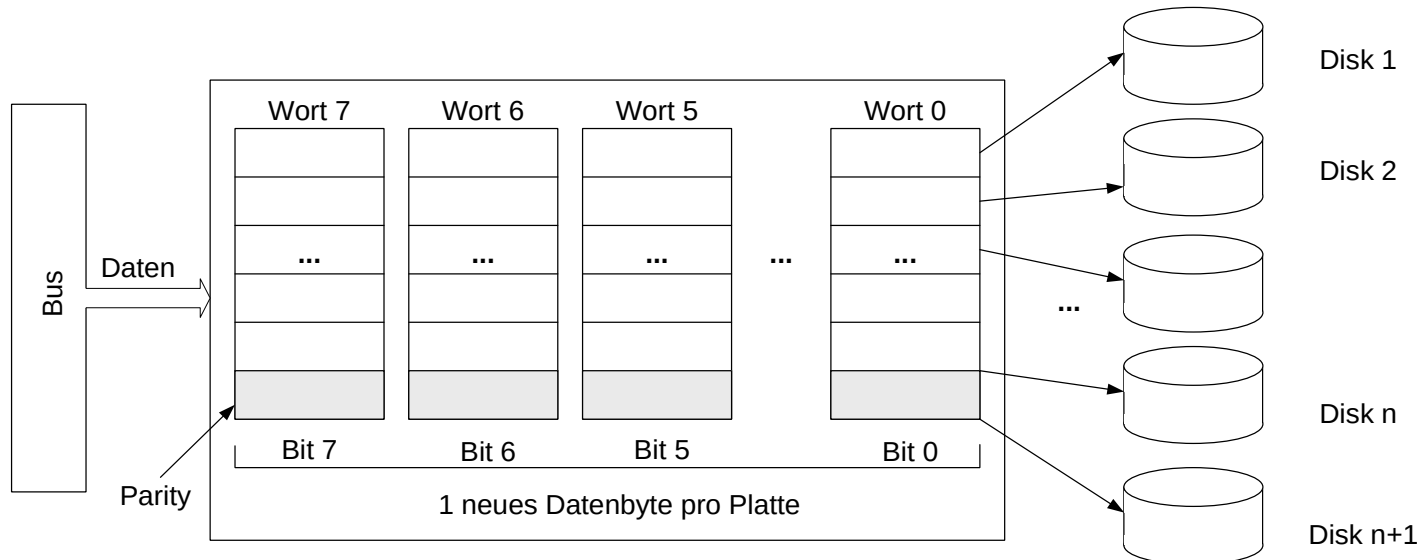 Disk 1
Wort 7
Wort 6
Wort 5
Wort 0
Disk 2
...
...
...
...
...
Daten
Bus
...
Disk n
Bit 7
Bit 6
Bit 5
Bit 0
Parity
1 neues Datenbyte pro Platte
Disk n+1